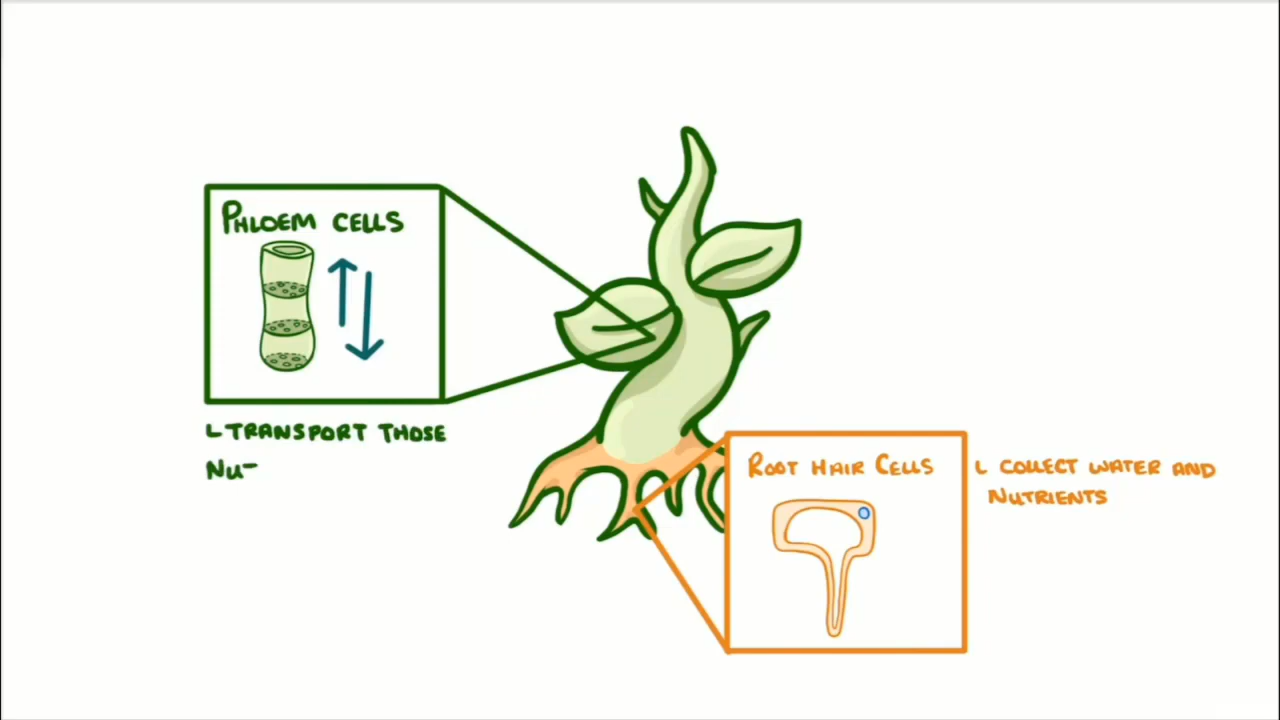 PHLOEM CELLS
L TRANSPORT THOSE
NU-
ROOT HAIR CELLS
L COLLECT WATER AND
NUTRIENTS